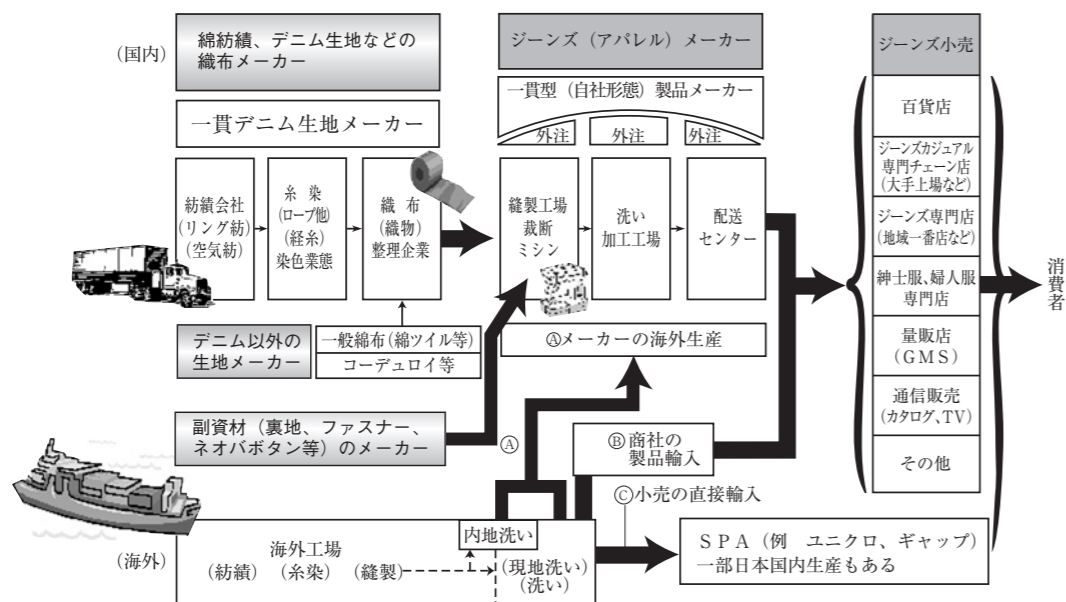 (国内)
綿紡績、デニム生地などの
織布メーカー
ジーンズ(アパレル)メーカー
ジーンズ小売
一貫デニム生地メーカー
一貫型(自社形態)製品メーカー
外注
外注
外注
紡績会社
(リング紡)
(空気紡)
糸 染
(ロープ他)
(経糸)
染色業態
織 布
(織物)
整理企業
縫製工場
裁断
ミシン
洗い
加工工場
配送
センター
百貨店
ジーンズカジュアル
専門チェーン店
(大手上場など)
ジーンズ専門店
(地域一番店など)
紳士服、婦人服
専門店
量販店
(GMS)
通信販売
(カタログ、TV)
その他
消費者
デニム以外の
生地メーカー
一般綿布(綿ツイル等)
コーデュロイ等
Ⓐメーカーの海外生産
副資材(裏地、ファスナー、
ネオバボタン等)のメーカー
Ⓐ
Ⓑ商社の
製品輸入
Ⓒ小売の直接輸入
(海外)
海外工場
(紡績) (糸染) (縫製)
内地洗い
(現地洗い)
(洗い)
SPA(例 ユニクロ、ギャップ)
一部日本国内生産もある